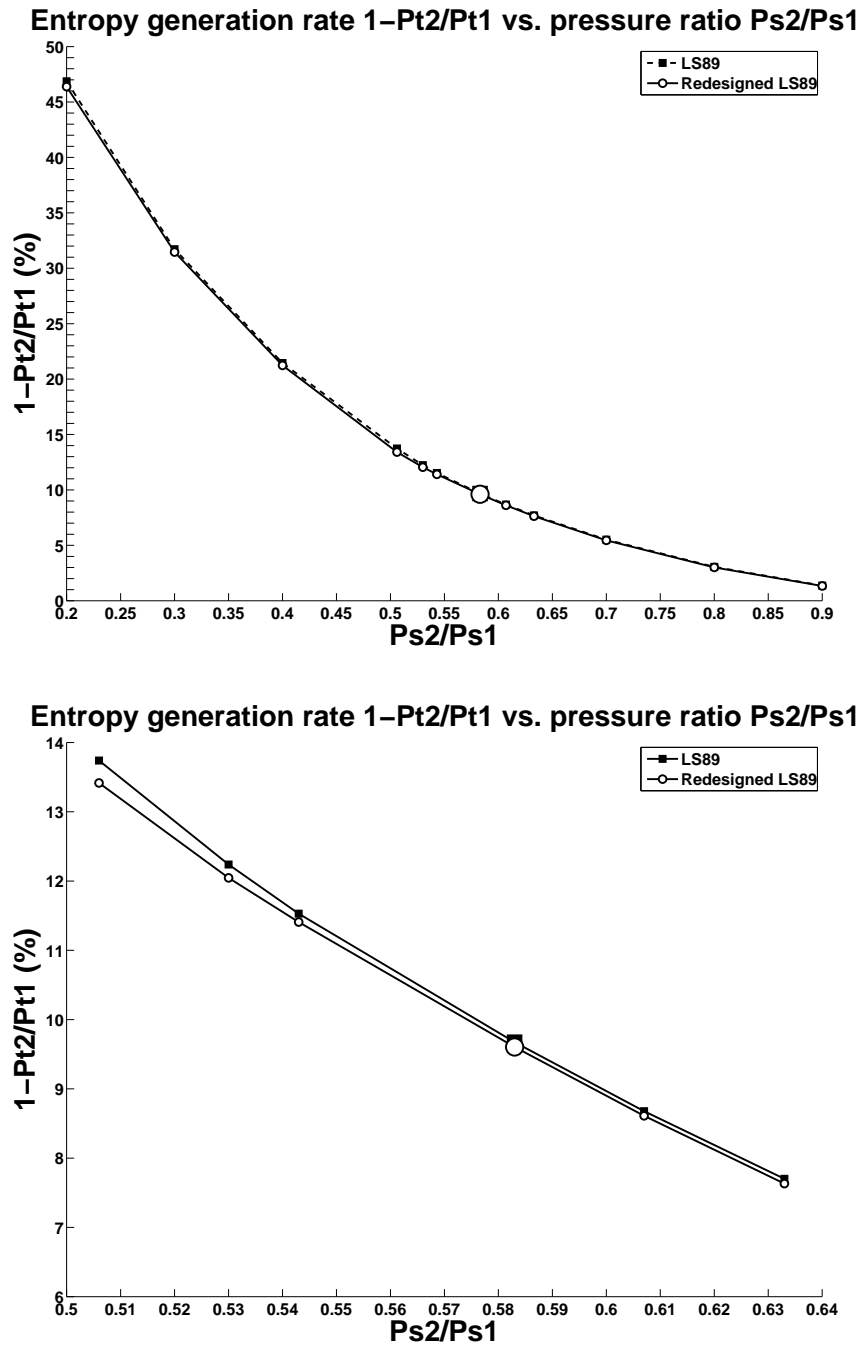 Entropy generation rate 1−Pt2/Pt1 vs. pressure ratio Ps2/Ps1
LS89
Redesigned LS89
50
45
40
35
30
25
20
15
10
5
0
1−Pt2/Pt1 (%)
0.2 0.25 0.3 0.35 0.4 0.45 0.5 0.55 0.6 0.65 0.7 0.75 0.8 0.85 0.9
Ps2/Ps1
Entropy generation rate 1−Pt2/Pt1 vs. pressure ratio Ps2/Ps1
LS89
Redesigned LS89
14
13
12
11
10
9
8
7
6
1−Pt2/Pt1 (%)
0.5 0.51 0.52 0.53 0.54 0.55 0.56 0.57 0.58 0.59 0.6 0.61 0.62 0.63 0.64
Ps2/Ps1